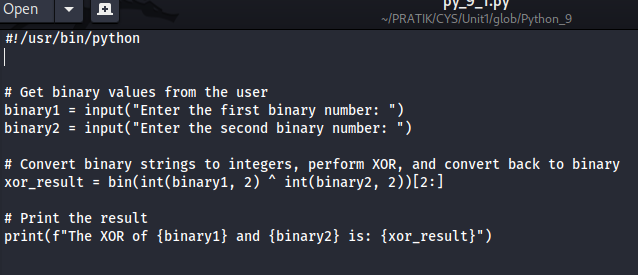 Open
py_9_1.py
~/PRATIK/CYS/Unit1/glob/Python_9
#!/usr/bin/python
# Get binary values from the user
binary1 = input("Enter the first binary number: ")
binary2 = input("Enter the second binary number: ")
# Convert binary strings to integers, perform XOR, and convert back to binary
xor_result = bin(int(binary1, 2) ^ int(binary2, 2))[2:]
# Print the result
print(f"The XOR of {binary1} and {binary2} is: {xor_result}")